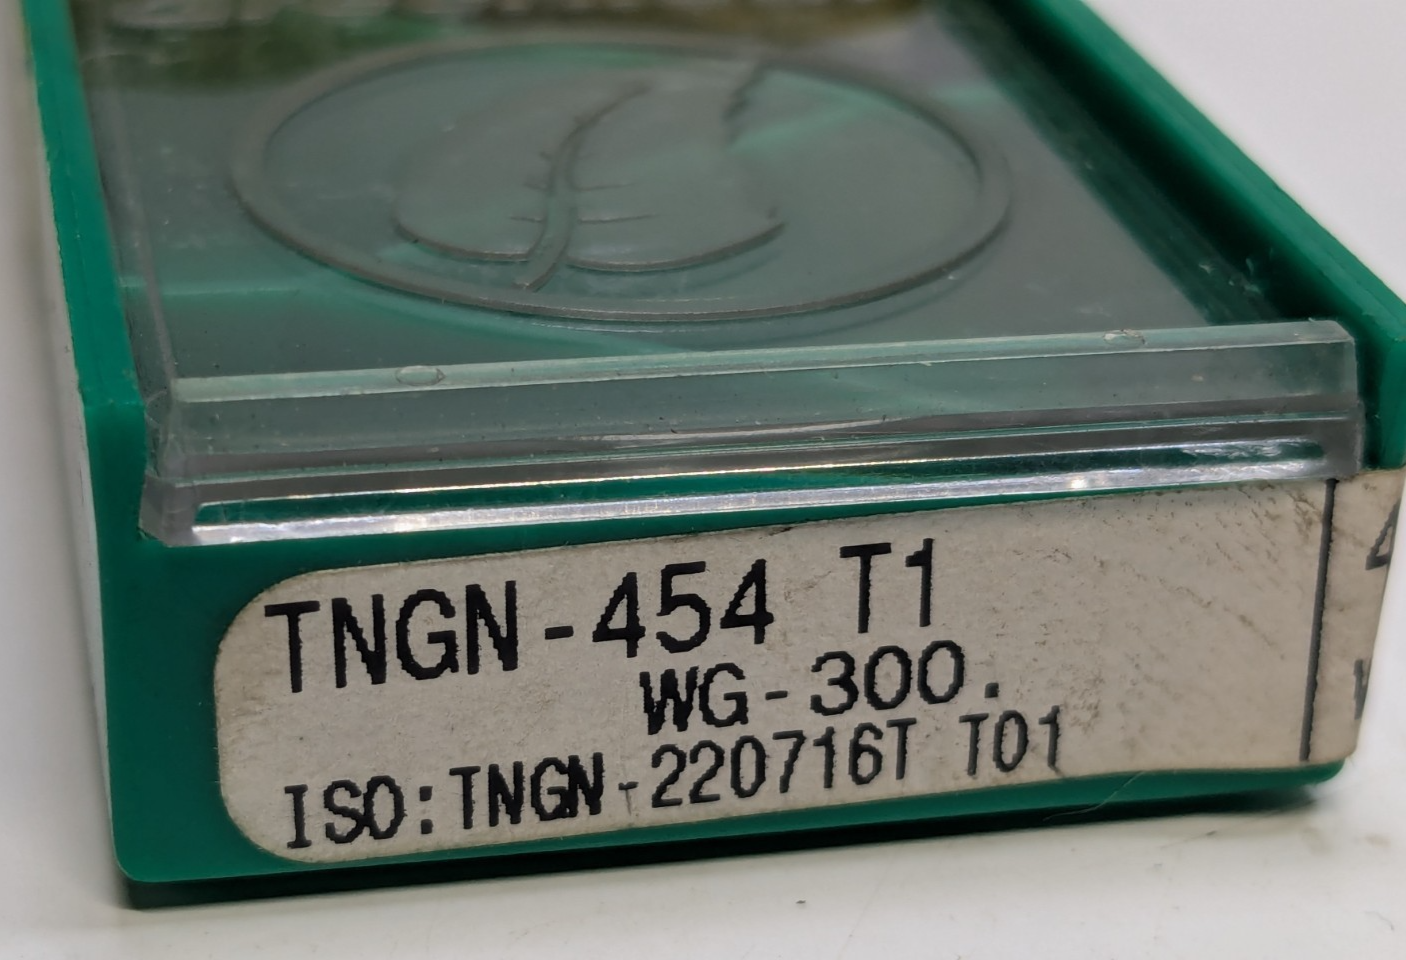 TNGN-454 T1
WG-300.
ISO:TNGN-220716T T01